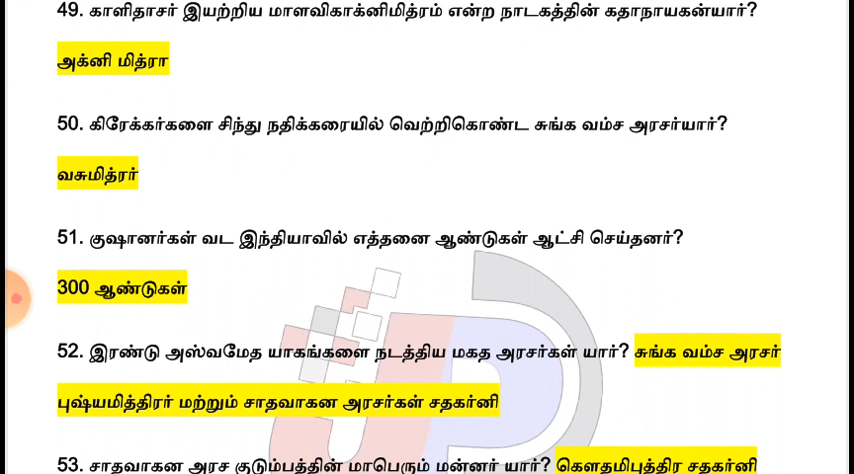 49. காளிதாசர் இயற்றிய மாளவிகாக்னிமித்ரம் என்ற நாடகத்தின் கதாநாயகன்யார்?
அக்னி மித்ரா
50. கிரேக்கர்களை சிந்து நதிக்கரையில் வெற்றிகொண்ட சுங்க வம்ச அரசர்யார்?
வசுமித்ரர்
51. குஷானர்கள் வட இந்தியாவில் எத்தனை ஆண்டுகள் ஆட்சி செய்தனர்?
300 ஆண்டுகள்
52. இரண்டு அஸ்வமேத யாகங்களை நடத்திய மகத அரசர்கள் யார்? சுங்க வம்ச அரசர்
புஷ்யமித்திரர் மற்றும் சாதவாகன அரசர்கள் சதகர்னி
53. சாதவாகன அரச குடும்பத்தின் மாபெரும் மன்னர் யார்? கௌதமிபுத்திர சதகர்னி